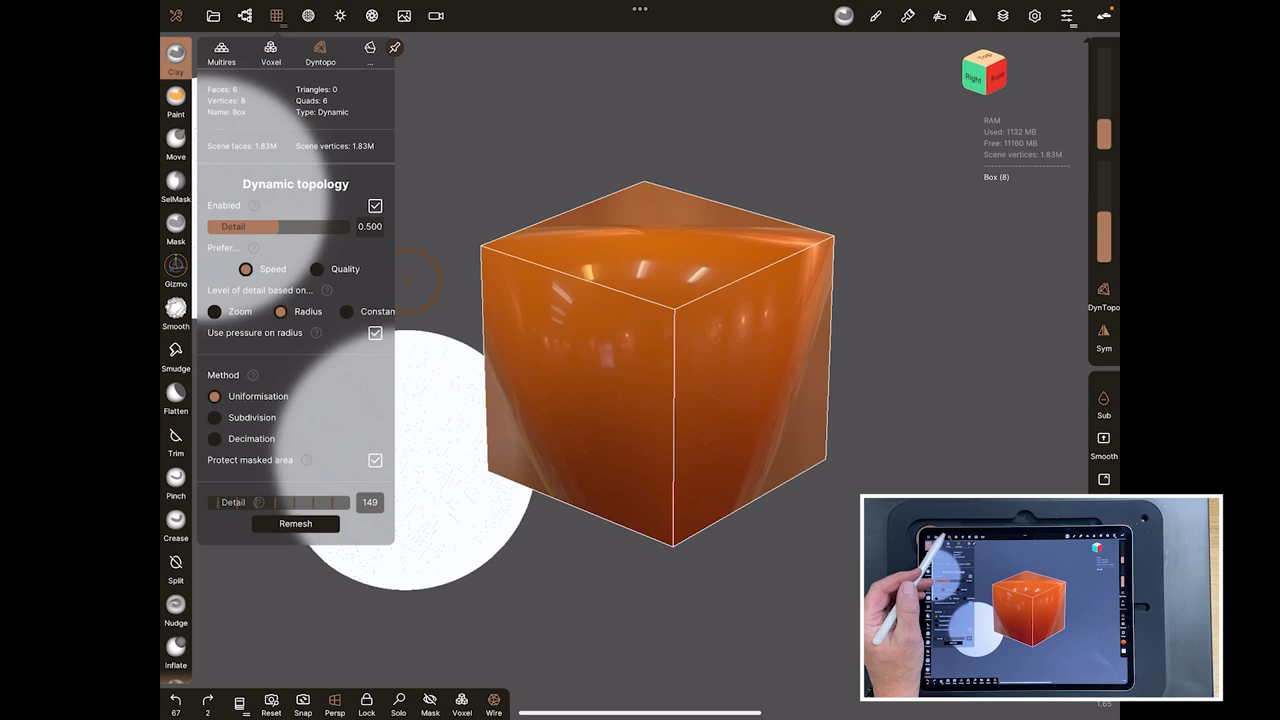 Clay
Paint
Move
SelMask
Mask
Gizmo
Smooth
Smudge
Flatten
Trim
Pinch
Crease
Split
Nudge
Inflate
Multires
Voxel
Dyntopo
...
Faces: 6
Triangles: 0
Vertices: 8
Quads: 6
Name: Box
Type: Dynamic
Scene faces: 1.83M
Scene vertices: 1.83M
Dynamic topology
Enabled ?
Detail
0.500
Prefer... ?
Speed
Quality
Level of detail based on... ?
Zoom
Radius
Constan
Use pressure on radius ?
Method ?
Uniformisation
Subdivision
Decimation
Protect masked area ?
Detail ?
149
Remesh
Top
Right
Front
RAM
Used: 1132 MB
Free: 11160 MB
Scene vertices: 1.83M
Box (8)
DynTopo
Sym
Sub
Smooth
1.65
67
2
Reset
Snap
Persp
Lock
Solo
Mask
Voxel
Wire